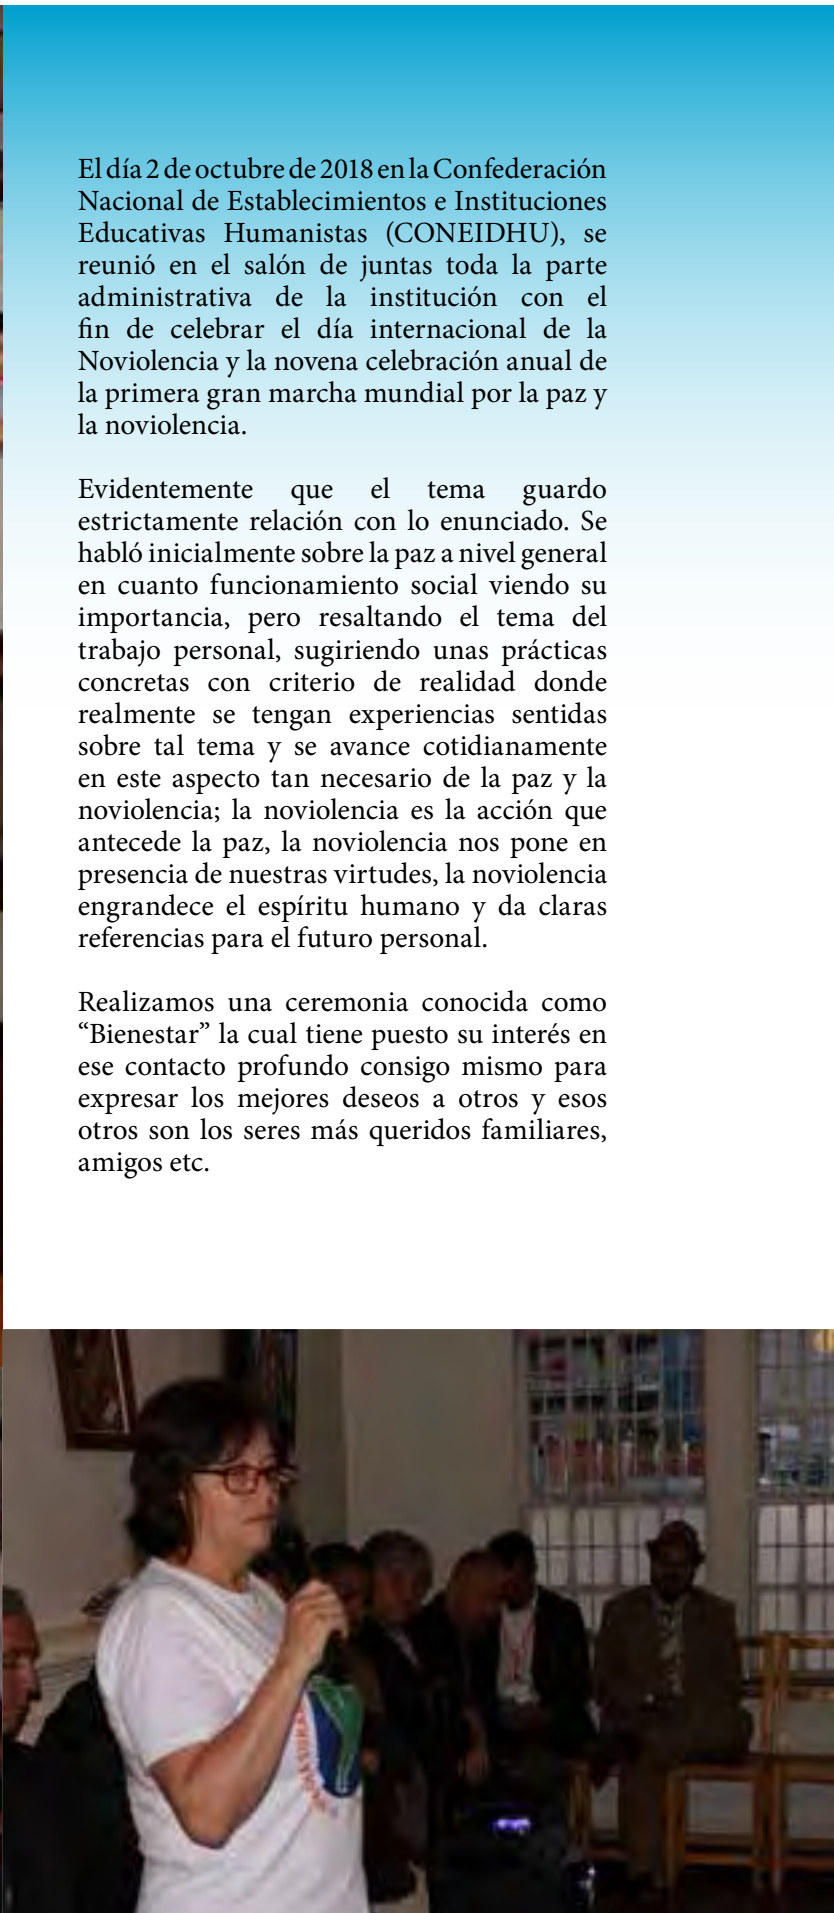 El día 2 de octubre de 2018 en la Confederación
Nacional de Establecimientos e Instituciones
Educativas Humanistas (CONEIDHU), se
reunió en el salón de juntas toda la parte
administrativa de la institución con el
fin de celebrar el día internacional de la
Noviolencia y la novena celebración anual de
la primera gran marcha mundial por la paz y
la noviolencia.
Evidentemente que el tema guardo
estrictamente relación con lo enunciado. Se
habló inicialmente sobre la paz a nivel general
en cuanto funcionamiento social viendo su
importancia, pero resaltando el tema del
trabajo personal, sugiriendo unas prácticas
concretas con criterio de realidad donde
realmente se tengan experiencias sentidas
sobre tal tema y se avance cotidianamente
en este aspecto tan necesario de la paz y la
noviolencia; la noviolencia es la acción que
antecede la paz, la noviolencia nos pone en
presencia de nuestras virtudes, la noviolencia
engrandece el espíritu humano y da claras
referencias para el futuro personal.
Realizamos una ceremonia conocida como
“Bienestar” la cual tiene puesto su interés en
ese contacto profundo consigo mismo para
expresar los mejores deseos a otros y esos
otros son los seres más queridos familiares,
amigos etc.